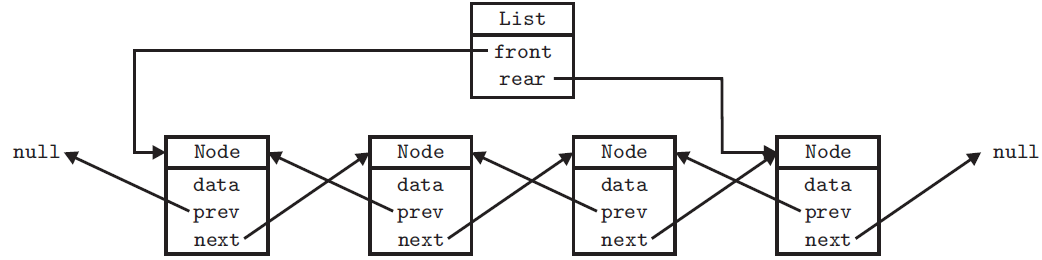 List
front
rear
null
Node
data
prev
next
Node
data
prev
next
Node
data
prev
next
Node
data
prev
next
null